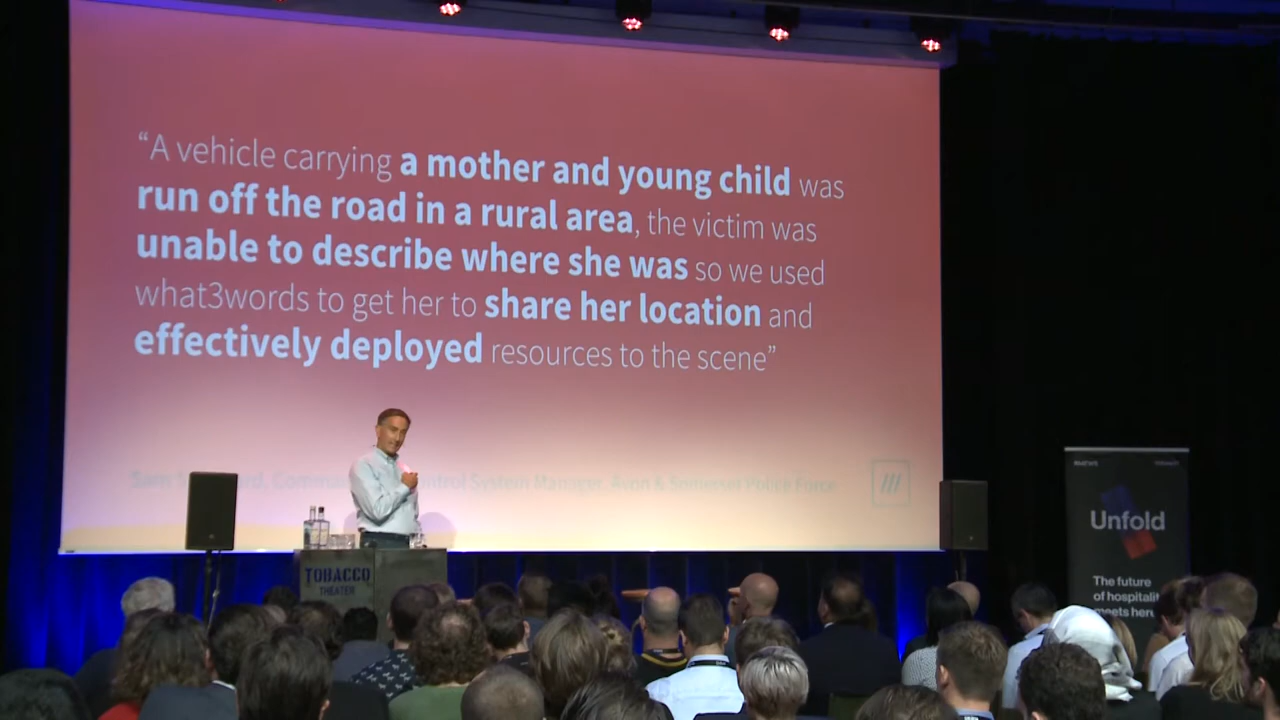 “A vehicle carrying a mother and young child was
run off the road in a rural area, the victim was
unable to describe where she was so we used
what3words to get her to share her location and
effectively deployed resources to the scene”
Control System Manager, Avon & Somerset Police Force
TOBACCO
THEATER
Unfold
The future
of hospitalit
meets here